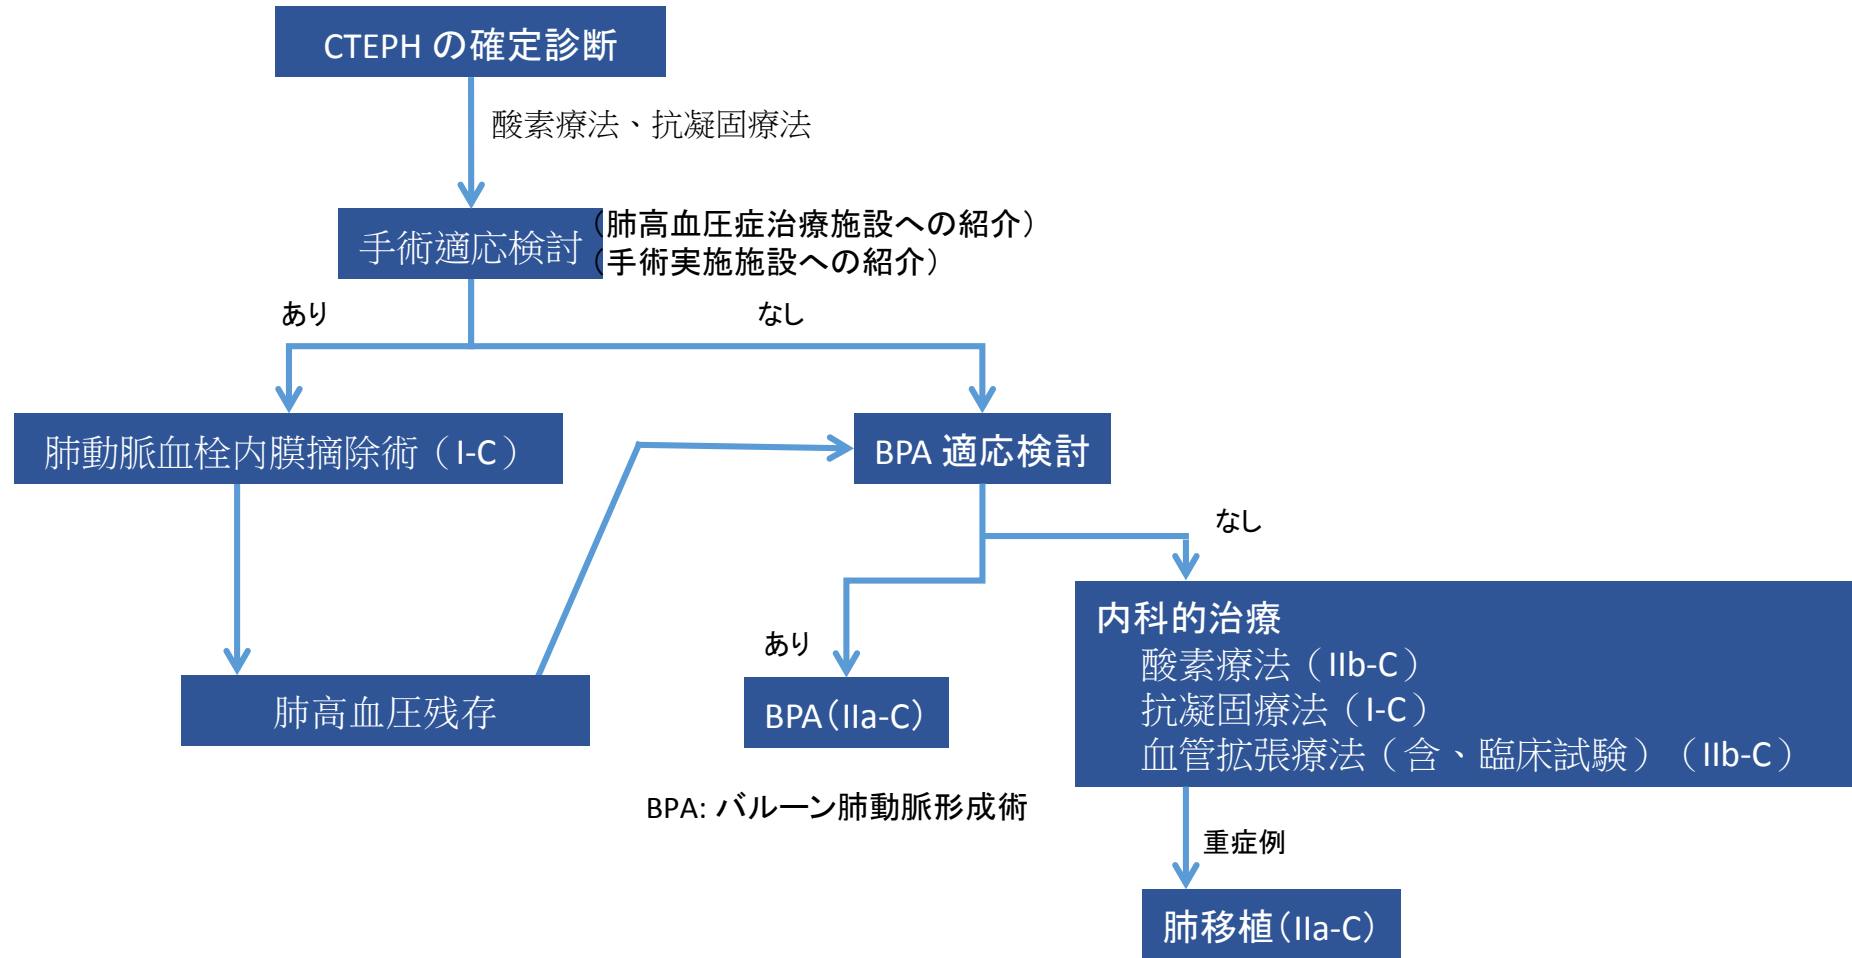 CTEPH の確定診断
酸素療法、抗凝固療法
手術適応検討
（肺高血圧症治療施設への紹介）
（手術実施施設への紹介）
あり
なし
肺動脈血栓内膜摘除術（I-C）
BPA 適応検討
なし
内科的治療
酸素療法（IIb-C）
抗凝固療法（I-C）
血管拡張療法（含、臨床試験）（IIb-C）
あり
肺高血圧残存
BPA（IIa-C）
BPA: バルーン肺動脈形成術
重症例
肺移植（IIa-C）